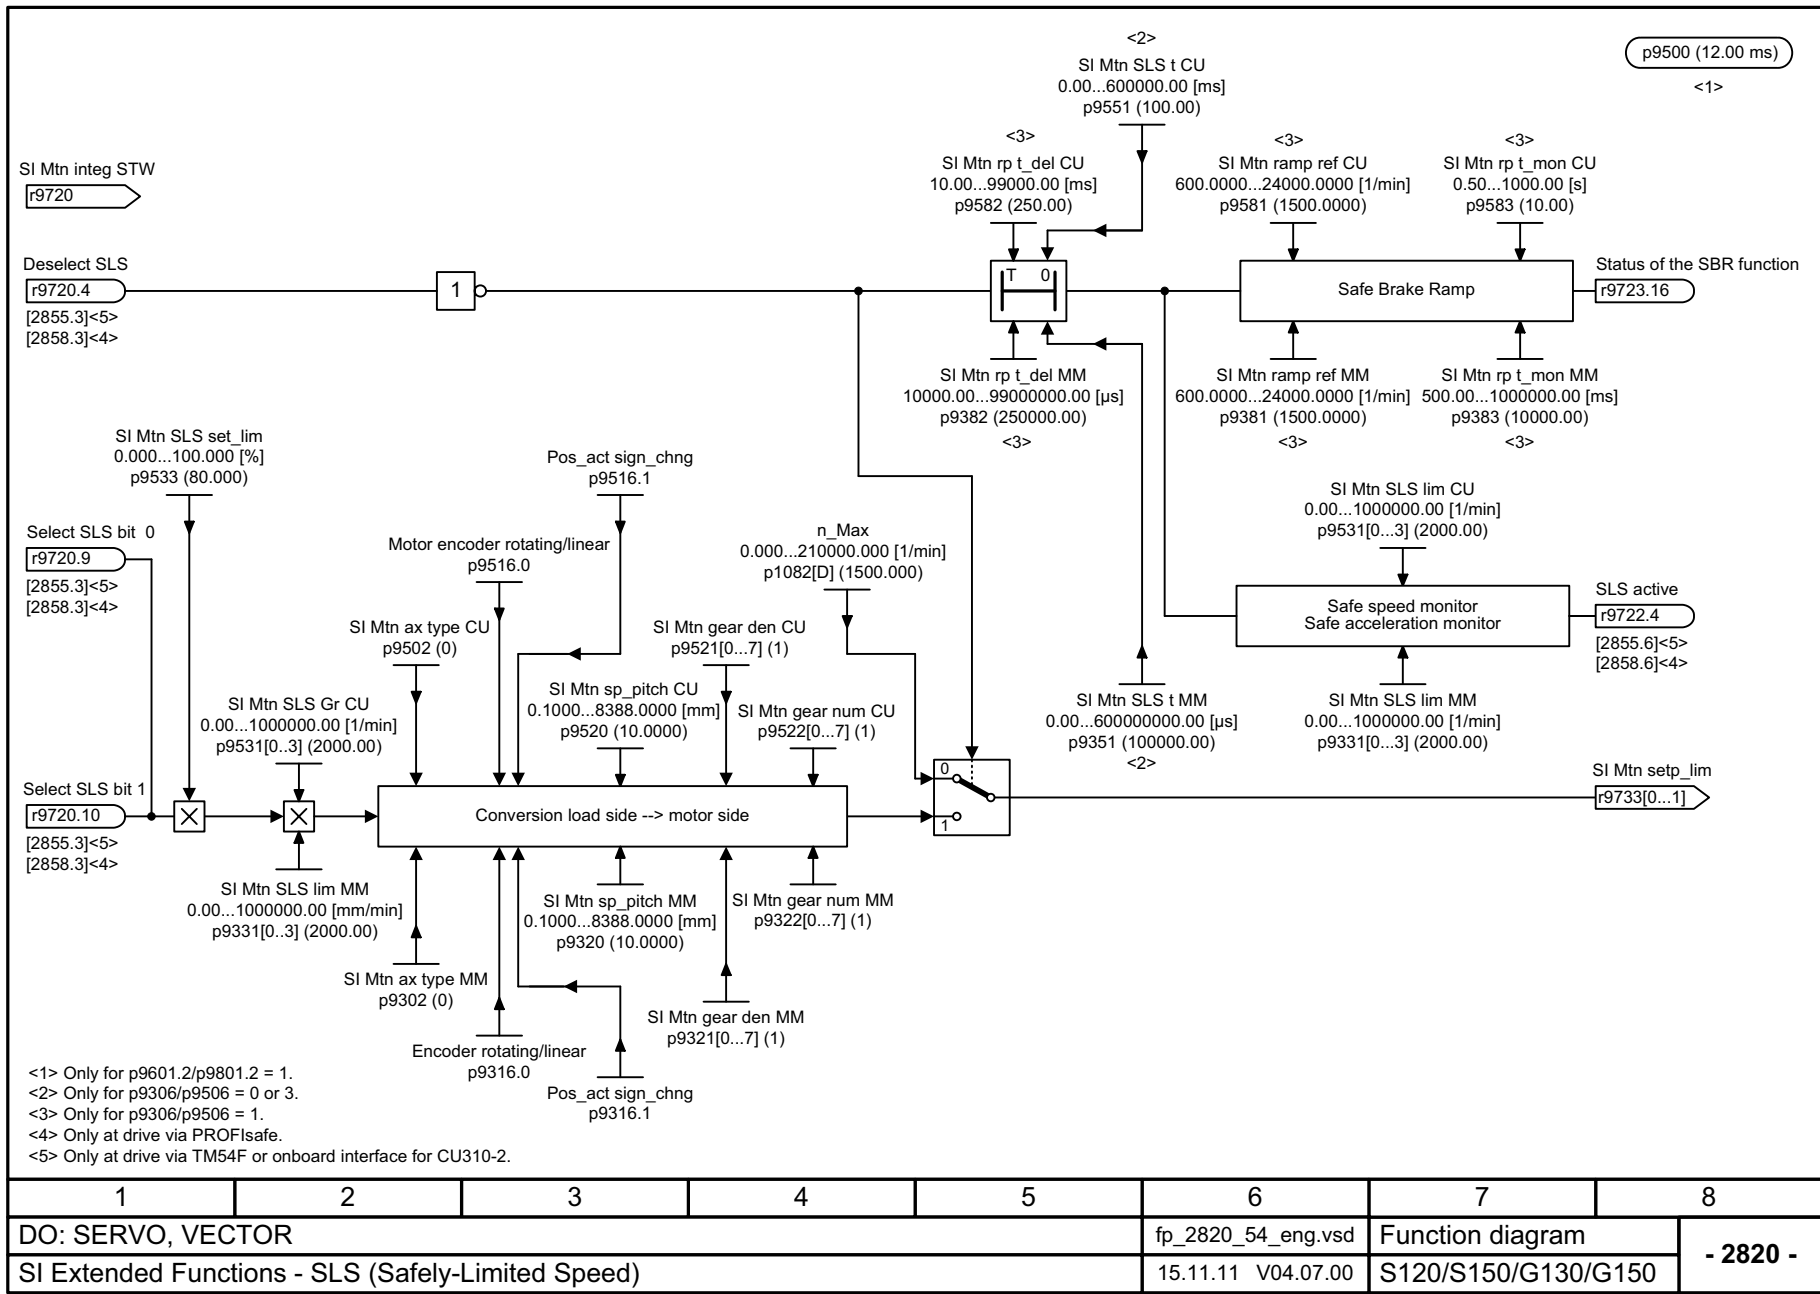 <2>
SI Mtn SLS t CU
0.00...600000.00 [ms]
p9551 (100.00)
p9500 (12.00 ms)
<1>
SI Mtn integ STW
r9720
<3>
SI Mtn rp t_del CU
10.00...99000.00 [ms]
p9582 (250.00)
<3>
SI Mtn ramp ref CU
600.0000...24000.0000 [1/min]
p9581 (1500.0000)
<3>
SI Mtn rp t_mon CU
0.50...1000.00 [s]
p9583 (10.00)
Deselect SLS
r9720.4
[2855.3]<5>
[2858.3]<4>
1
T 0
Safe Brake Ramp
Status of the SBR function
r9723.16
SI Mtn rp t_del MM
10000.00...99000000.00 [µs]
p9382 (250000.00)
<3>
SI Mtn ramp ref MM
600.0000...24000.0000 [1/min]
p9381 (1500.0000)
<3>
SI Mtn rp t_mon MM
500.00...1000000.00 [ms]
p9383 (10000.00)
<3>
SI Mtn SLS set_lim
0.000...100.000 [%]
p9533 (80.000)
Pos_act sign_chng
p9516.1
SI Mtn SLS lim CU
0.00...1000000.00 [1/min]
p9531[0...3] (2000.00)
Select SLS bit 0
r9720.9
[2855.3]<5>
[2858.3]<4>
Motor encoder rotating/linear
p9516.0
n_Max
0.000...210000.000 [1/min]
p1082[D] (1500.000)
Safe speed monitor
Safe acceleration monitor
SLS active
r9722.4
[2855.6]<5>
[2858.6]<4>
SI Mtn ax type CU
p9502 (0)
SI Mtn gear den CU
p9521[0...7] (1)
SI Mtn SLS Gr CU
0.00...1000000.00 [1/min]
p9531[0..3] (2000.00)
SI Mtn sp_pitch CU
0.1000...8388.0000 [mm]
p9520 (10.0000)
SI Mtn gear num CU
p9522[0...7] (1)
SI Mtn SLS t MM
0.00...600000000.00 [µs]
p9351 (100000.00)
<2>
SI Mtn SLS lim MM
0.00...1000000.00 [1/min]
p9331[0...3] (2000.00)
Select SLS bit 1
r9720.10
[2855.3]<5>
[2858.3]<4>
Conversion load side --> motor side
0
1
SI Mtn setp_lim
r9733[0...1]
SI Mtn SLS lim MM
0.00...1000000.00 [mm/min]
p9331[0..3] (2000.00)
SI Mtn sp_pitch MM
0.1000...8388.0000 [mm]
p9320 (10.0000)
SI Mtn gear num MM
p9322[0...7] (1)
SI Mtn ax type MM
p9302 (0)
SI Mtn gear den MM
p9321[0...7] (1)
Encoder rotating/linear
p9316.0
Pos_act sign_chng
p9316.1
<1> Only for p9601.2/p9801.2 = 1.
<2> Only for p9306/p9506 = 0 or 3.
<3> Only for p9306/p9506 = 1.
<4> Only at drive via PROFIsafe.
<5> Only at drive via TM54F or onboard interface for CU310-2.
1 2 3 4 5 6 7 8
DO: SERVO, VECTOR
fp_2820_54_eng.vsd
Function diagram
- 2820 -
SI Extended Functions - SLS (Safely-Limited Speed)
15.11.11 V04.07.00
S120/S150/G130/G150